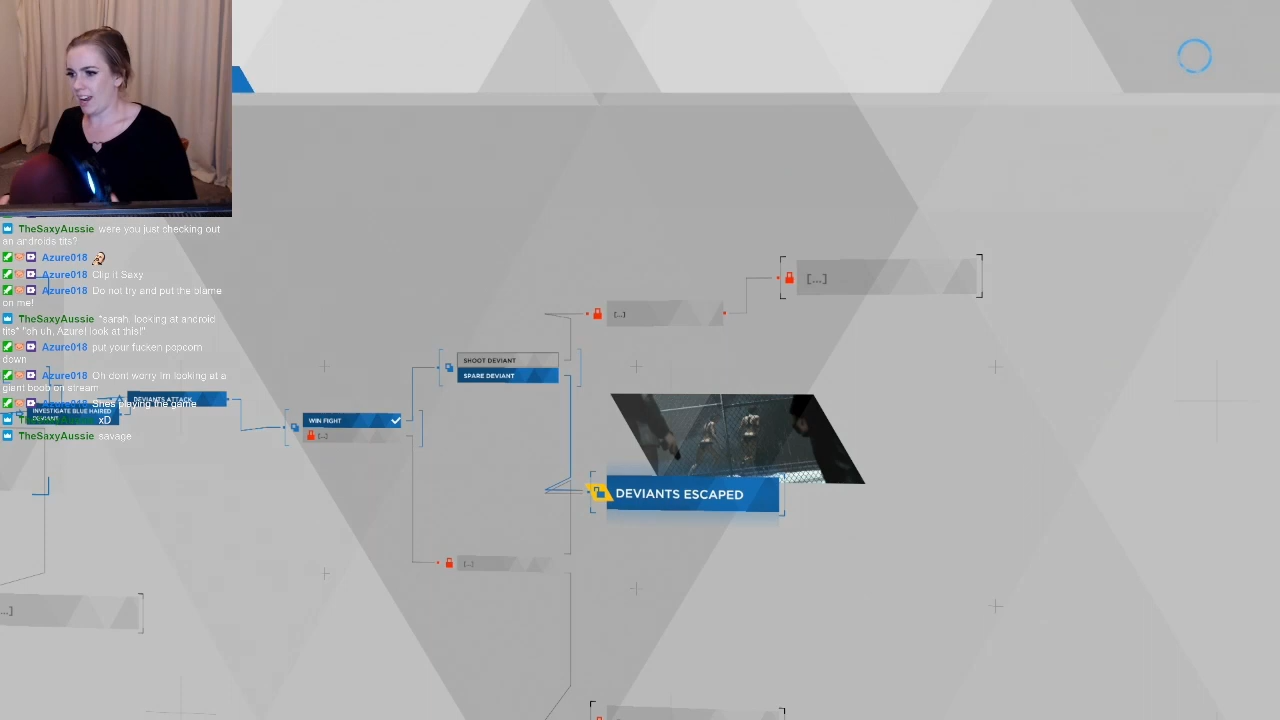 TheSaxyAussie were you just checking out
an androids tits?
Azure018
Azure018 Clip it Saxy
Azure018 Do not try and put the blame
on me!
TheSaxyAussie *sarah, looking at android
tits* "oh uh, Azure! look at this!"
Azure018 put your fucken popcorn
down
Azure018 Oh dont worry Im looking at a
giant boob on stream
Azure018 Shes playing the game
xD
TheSaxyAussie savage
DEVIANTS ATTACK
INVESTIGATE BLUE HAIRED
DEVIANT
WIN FIGHT
[...]
SHOOT DEVIANT
SPARE DEVIANT
[...]
[...]
DEVIANTS ESCAPED
[...]
...]